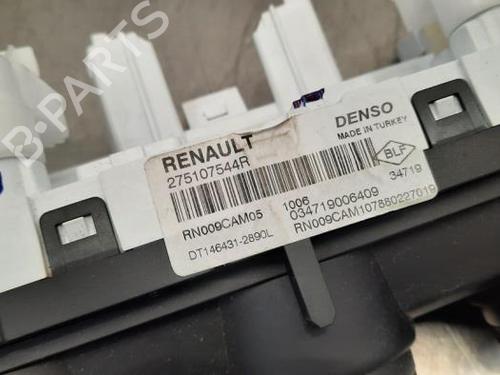 B-PARTS
RENAULT
275107544R
DENSO
MADE IN TURKEY
BLF
34719
RN009CAM05
1006
034719006409
DT146431-2890L
RN009CAM107880227019